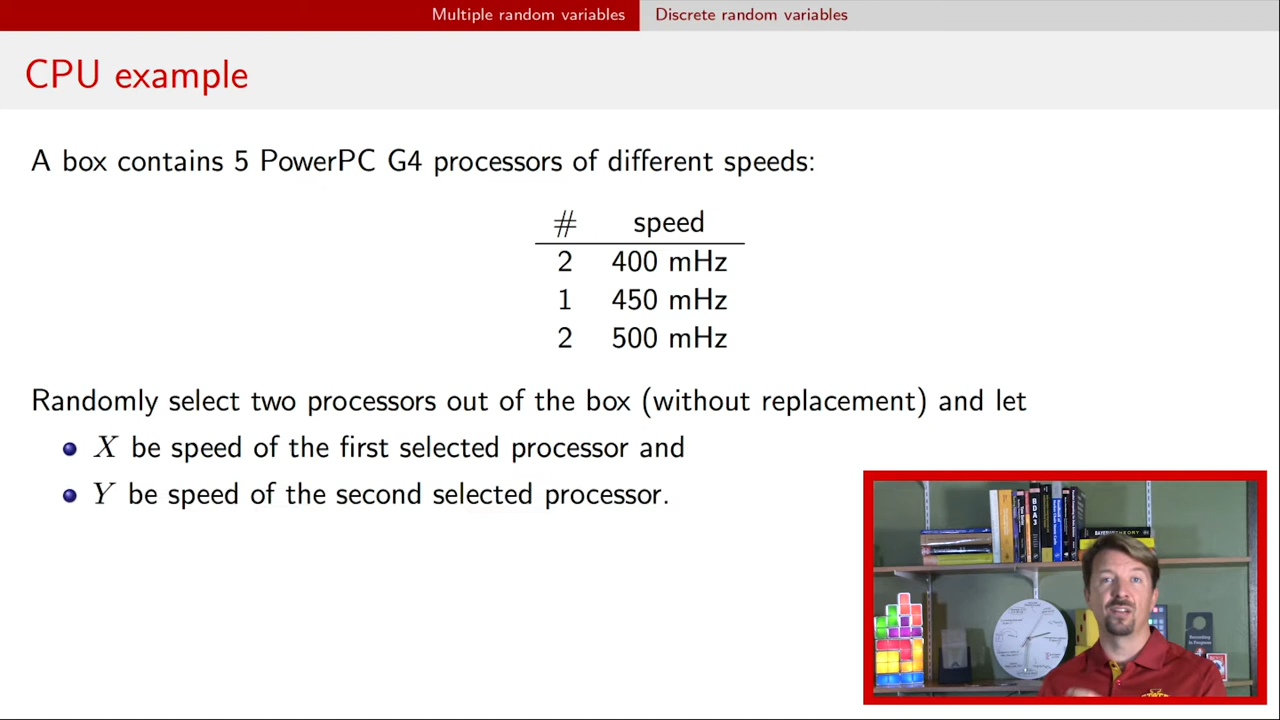 Multiple random variables Discrete random variables
CPU example
A box contains 5 PowerPC G4 processors of different speeds:
# speed
2 400 mHz
1 450 mHz
2 500 mHz
Randomly select two processors out of the box (without replacement) and let
X be speed of the first selected processor and
Y be speed of the second selected processor.
BDA3